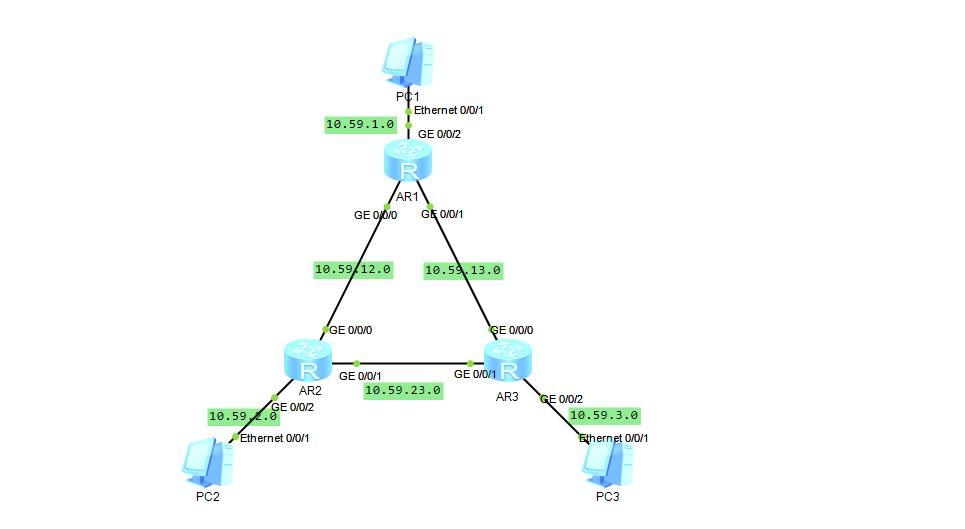 PC1
Ethernet 0/0/1
10.59.1.0
GE 0/0/2
R
AR1
GE 0/0/0
GE 0/0/1
10.59.12.0
10.59.13.0
GE 0/0/0
GE 0/0/0
R
R
GE 0/0/1
GE 0/0/1
AR2
10.59.23.0
AR3
GE 0/0/2
GE 0/0/2
10.59.2.0
10.59.3.0
Ethernet 0/0/1
Ethernet 0/0/1
PC2
PC3